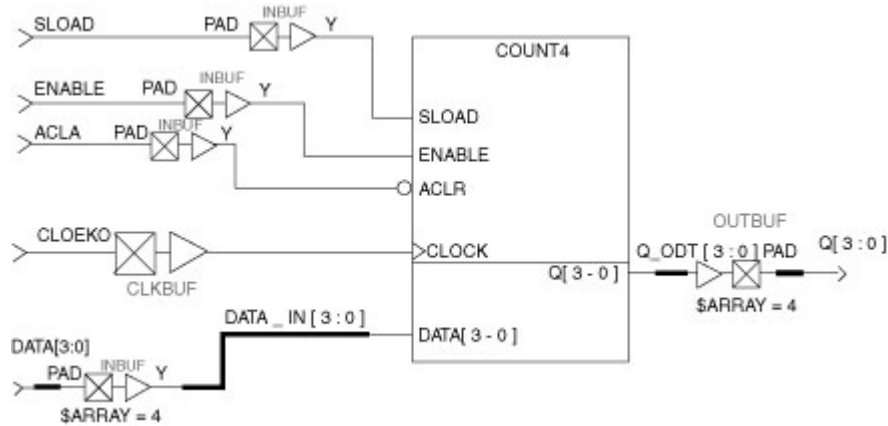 SLOAD PAD INBUF Y
COUNT4
ENABLE PAD INBUF Y
SLOAD
ACLA PAD INBUF Y
ENABLE
ACLR
CLOEKO
CLKBUF
CLOCK
OUTBUF
Q_ODT [ 3 : 0 ] PAD
Q[ 3 : 0 ]
Q[ 3 - 0 ]
$ARRAY = 4
DATA _ IN [ 3 : 0 ]
DATA[ 3 - 0 ]
DATA[3:0]
PAD INBUF Y
$ARRAY = 4